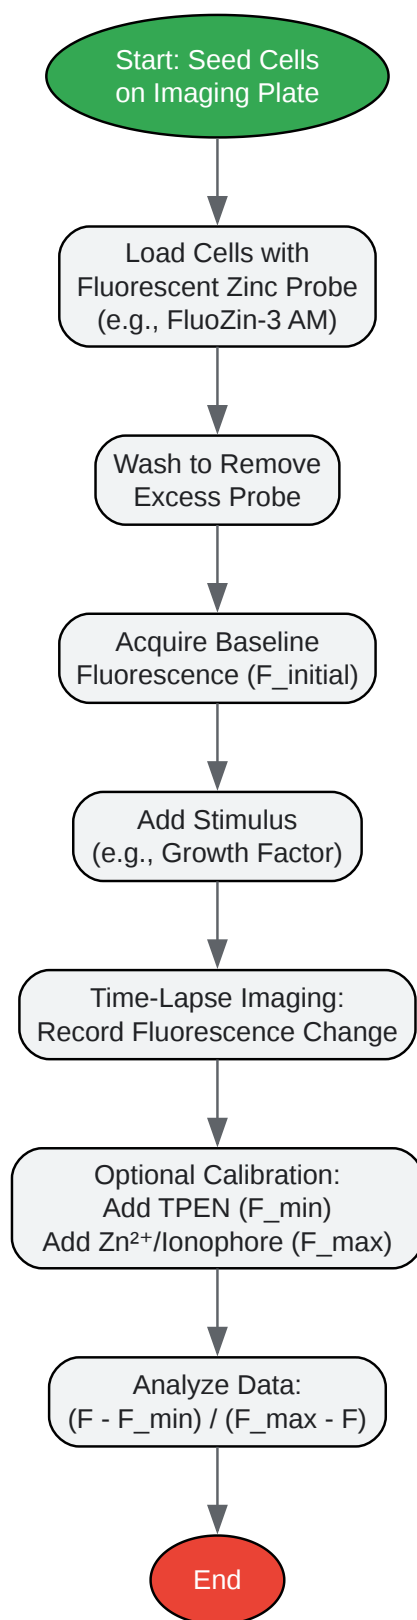 Start: Seed Cells
on Imaging Plate
Load Cells with
Fluorescent Zinc Probe
(e.g., FluoZin-3 AM)
Wash to Remove
Excess Probe
Acquire Baseline
Fluorescence (F_initial)
Add Stimulus
(e.g., Growth Factor)
Time-Lapse Imaging:
Record Fluorescence Change
Optional Calibration:
Add TPEN (F_min)
Add Zn²⁺/Ionophore (F_max)
Analyze Data:
(F - F_min) / (F_max - F)
End